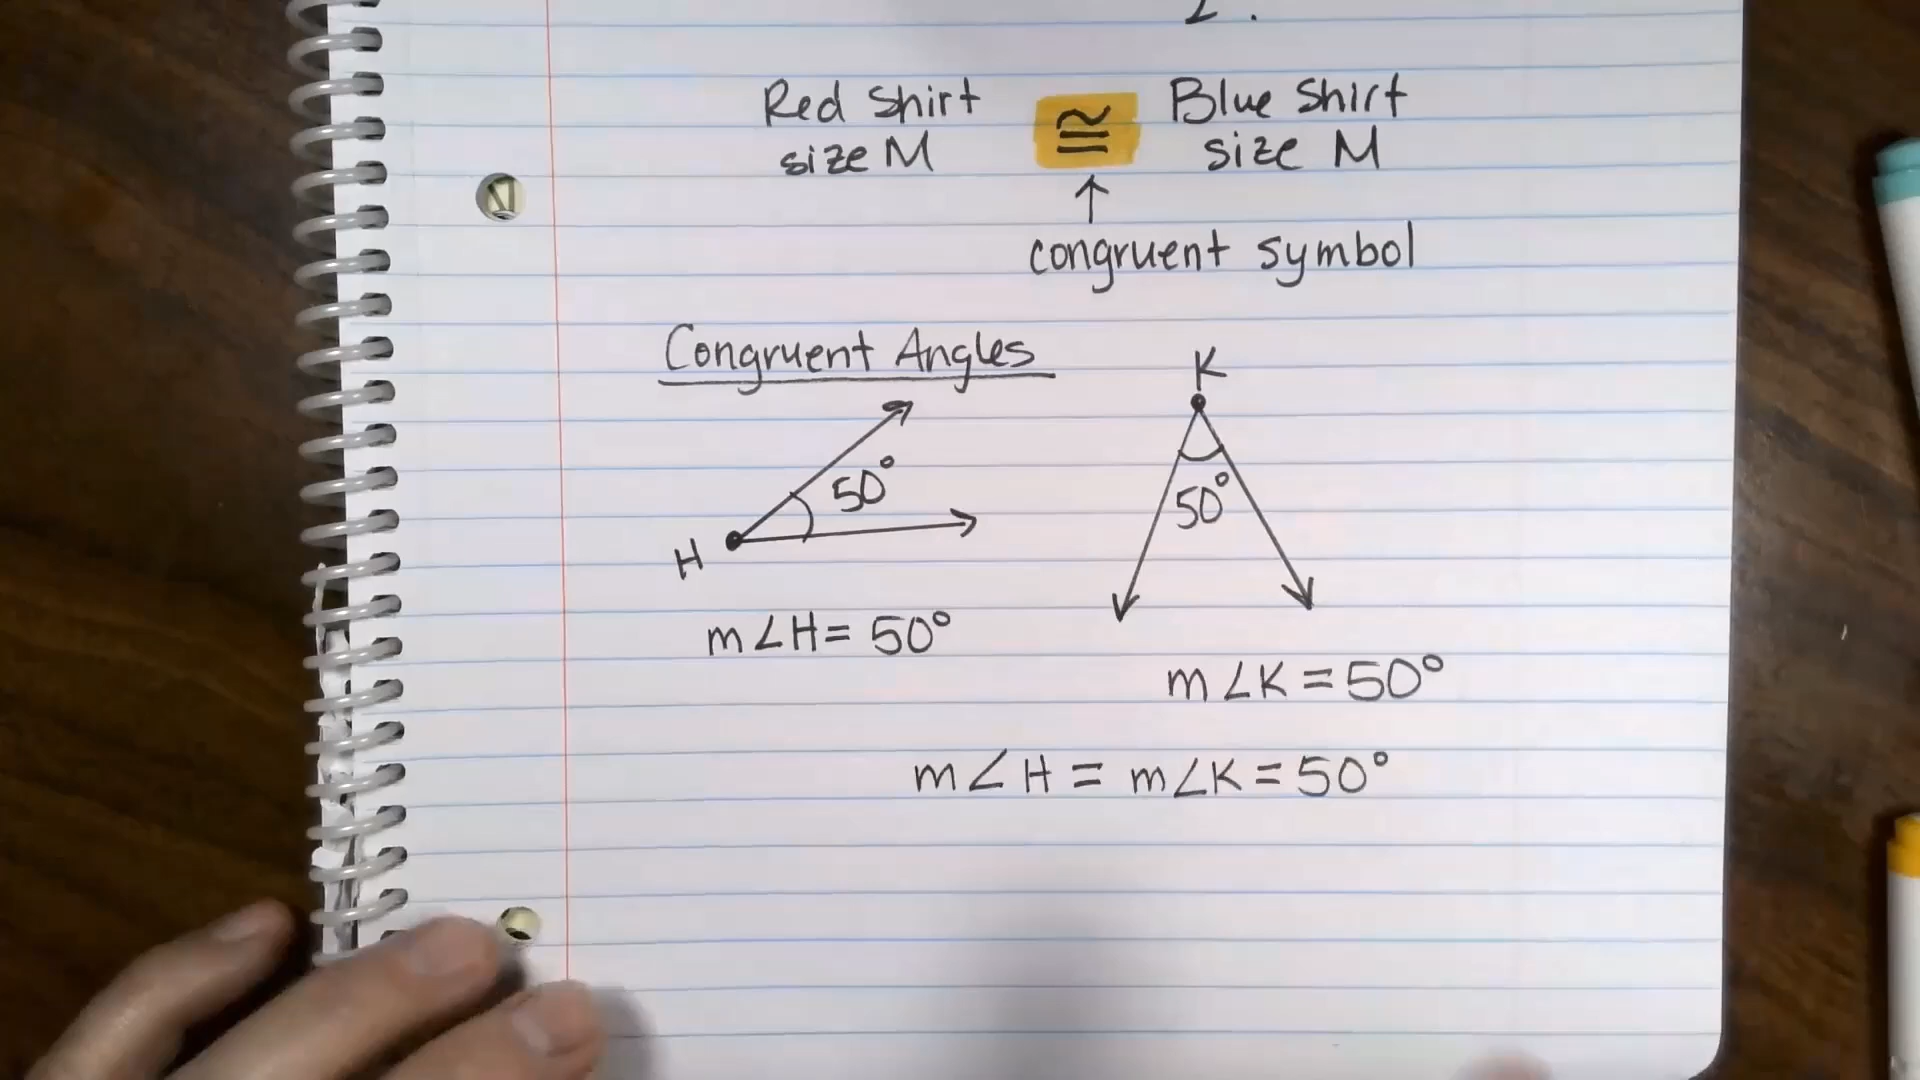 Red Shirt ≅ Blue Shirt
size M size M
↑
congruent symbol
Congruent Angles
K
50°
50°
H
m∠H = 50°
m∠K = 50°
m∠H = m∠K = 50°